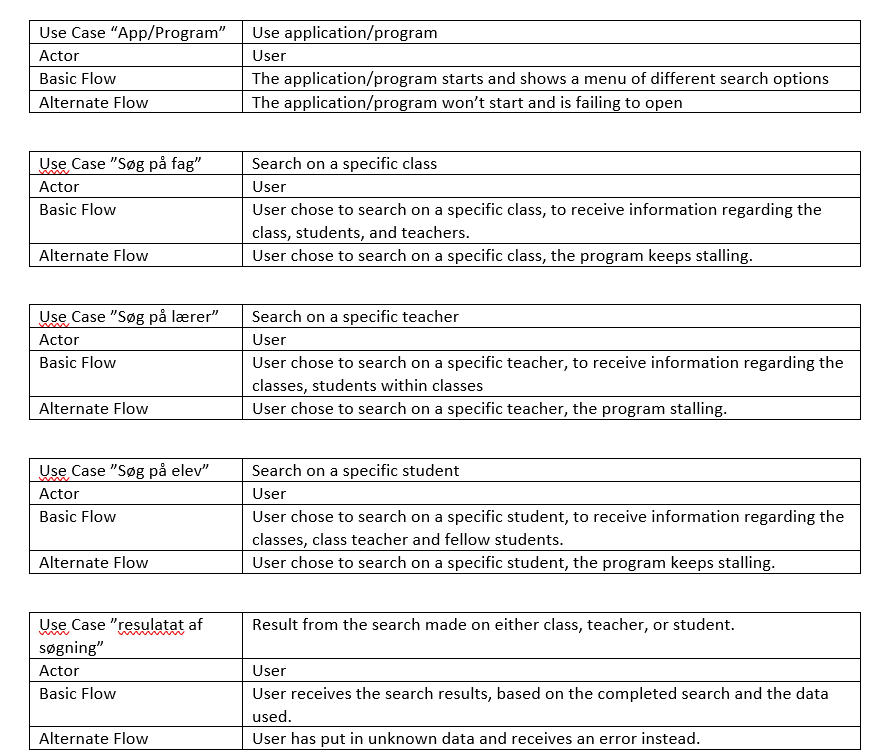 Use Case “App/Program” Use application/program
Actor User
Basic Flow The application/program starts and shows a menu of different search options
Alternate Flow The application/program won’t start and is failing to open
Use Case ”Søg på fag” Search on a specific class
Actor User
Basic Flow User chose to search on a specific class, to receive information regarding the
class, students, and teachers.
Alternate Flow User chose to search on a specific class, the program keeps stalling.
Use Case ”Søg på lærer” Search on a specific teacher
Actor User
Basic Flow User chose to search on a specific teacher, to receive information regarding the
classes, students within classes
Alternate Flow User chose to search on a specific teacher, the program stalling.
Use Case ”Søg på elev” Search on a specific student
Actor User
Basic Flow User chose to search on a specific student, to receive information regarding the
classes, class teacher and fellow students.
Alternate Flow User chose to search on a specific student, the program keeps stalling.
Use Case ”resulatat af Result from the search made on either class, teacher, or student.
søgning”
Actor User
Basic Flow User receives the search results, based on the completed search and the data
used.
Alternate Flow User has put in unknown data and receives an error instead.